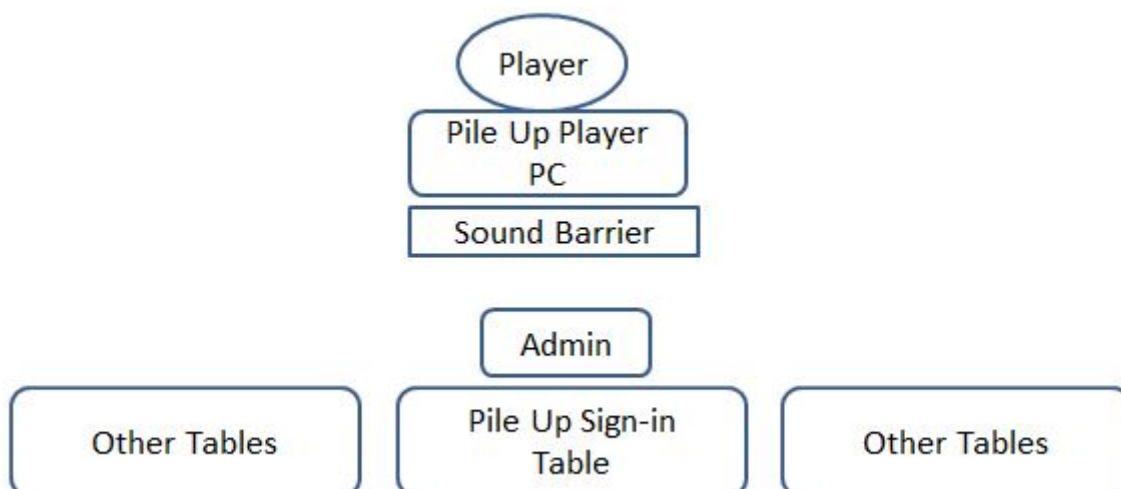 Player
Pile Up Player
PC
Sound Barrier
Admin
Other Tables
Pile Up Sign-in
Table
Other Tables